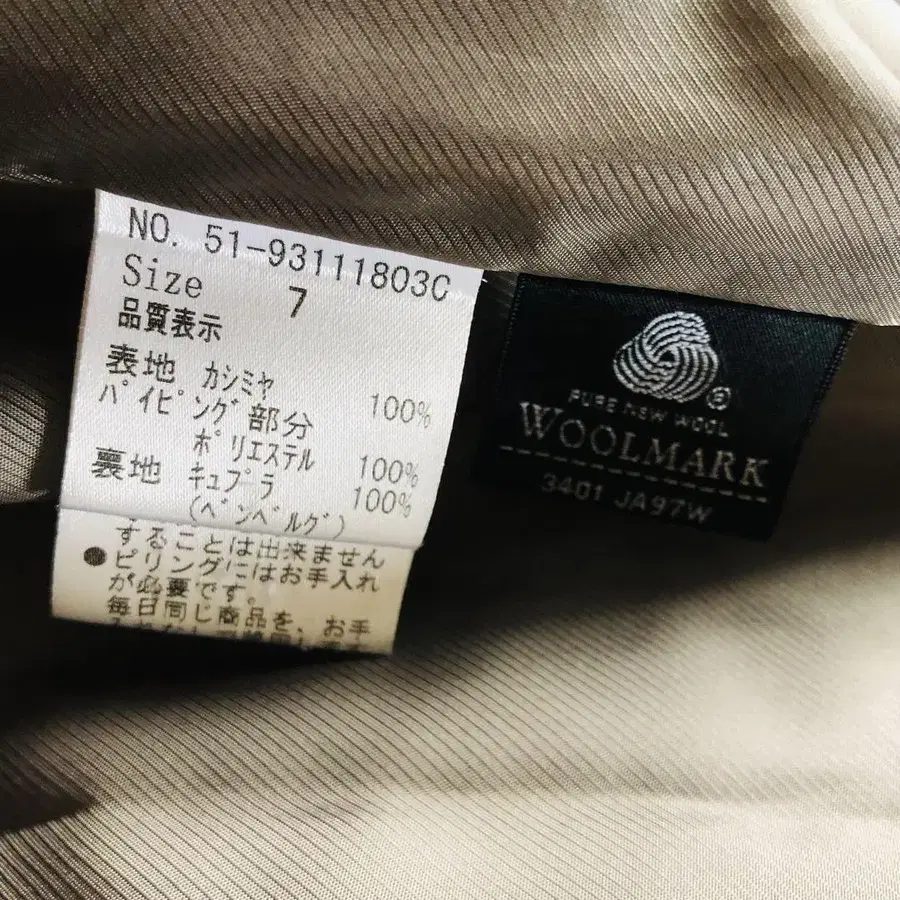 NO. 51-93111803C
Size 7
品質表示
表地 カシミヤ 100%
パイピング部分
ポリエステル 100%
裏地 キュプラ 100%
(ベンベルグ)
することは出来ません
●ピリングにはお手入れ
が必要です。
毎日同じ商品を、お手
®
PURE NEW WOOL
WOOLMARK
3401 JA97W